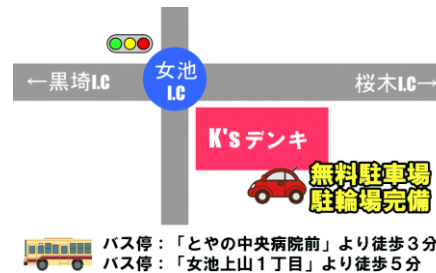 女池
I.C
←黒埼I.C
桜木I.C→
K'sデンキ
無料駐車場
駐輪場完備
バス停：「とやの中央病院前」より徒歩３分
バス停：「女池上山１丁目」より徒歩５分